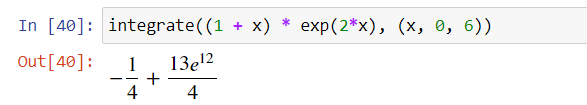 In [40]: integrate((1 + x) * exp(2*x), (x, 0, 6))
Out[40]: -1/4 + 13e^12/4